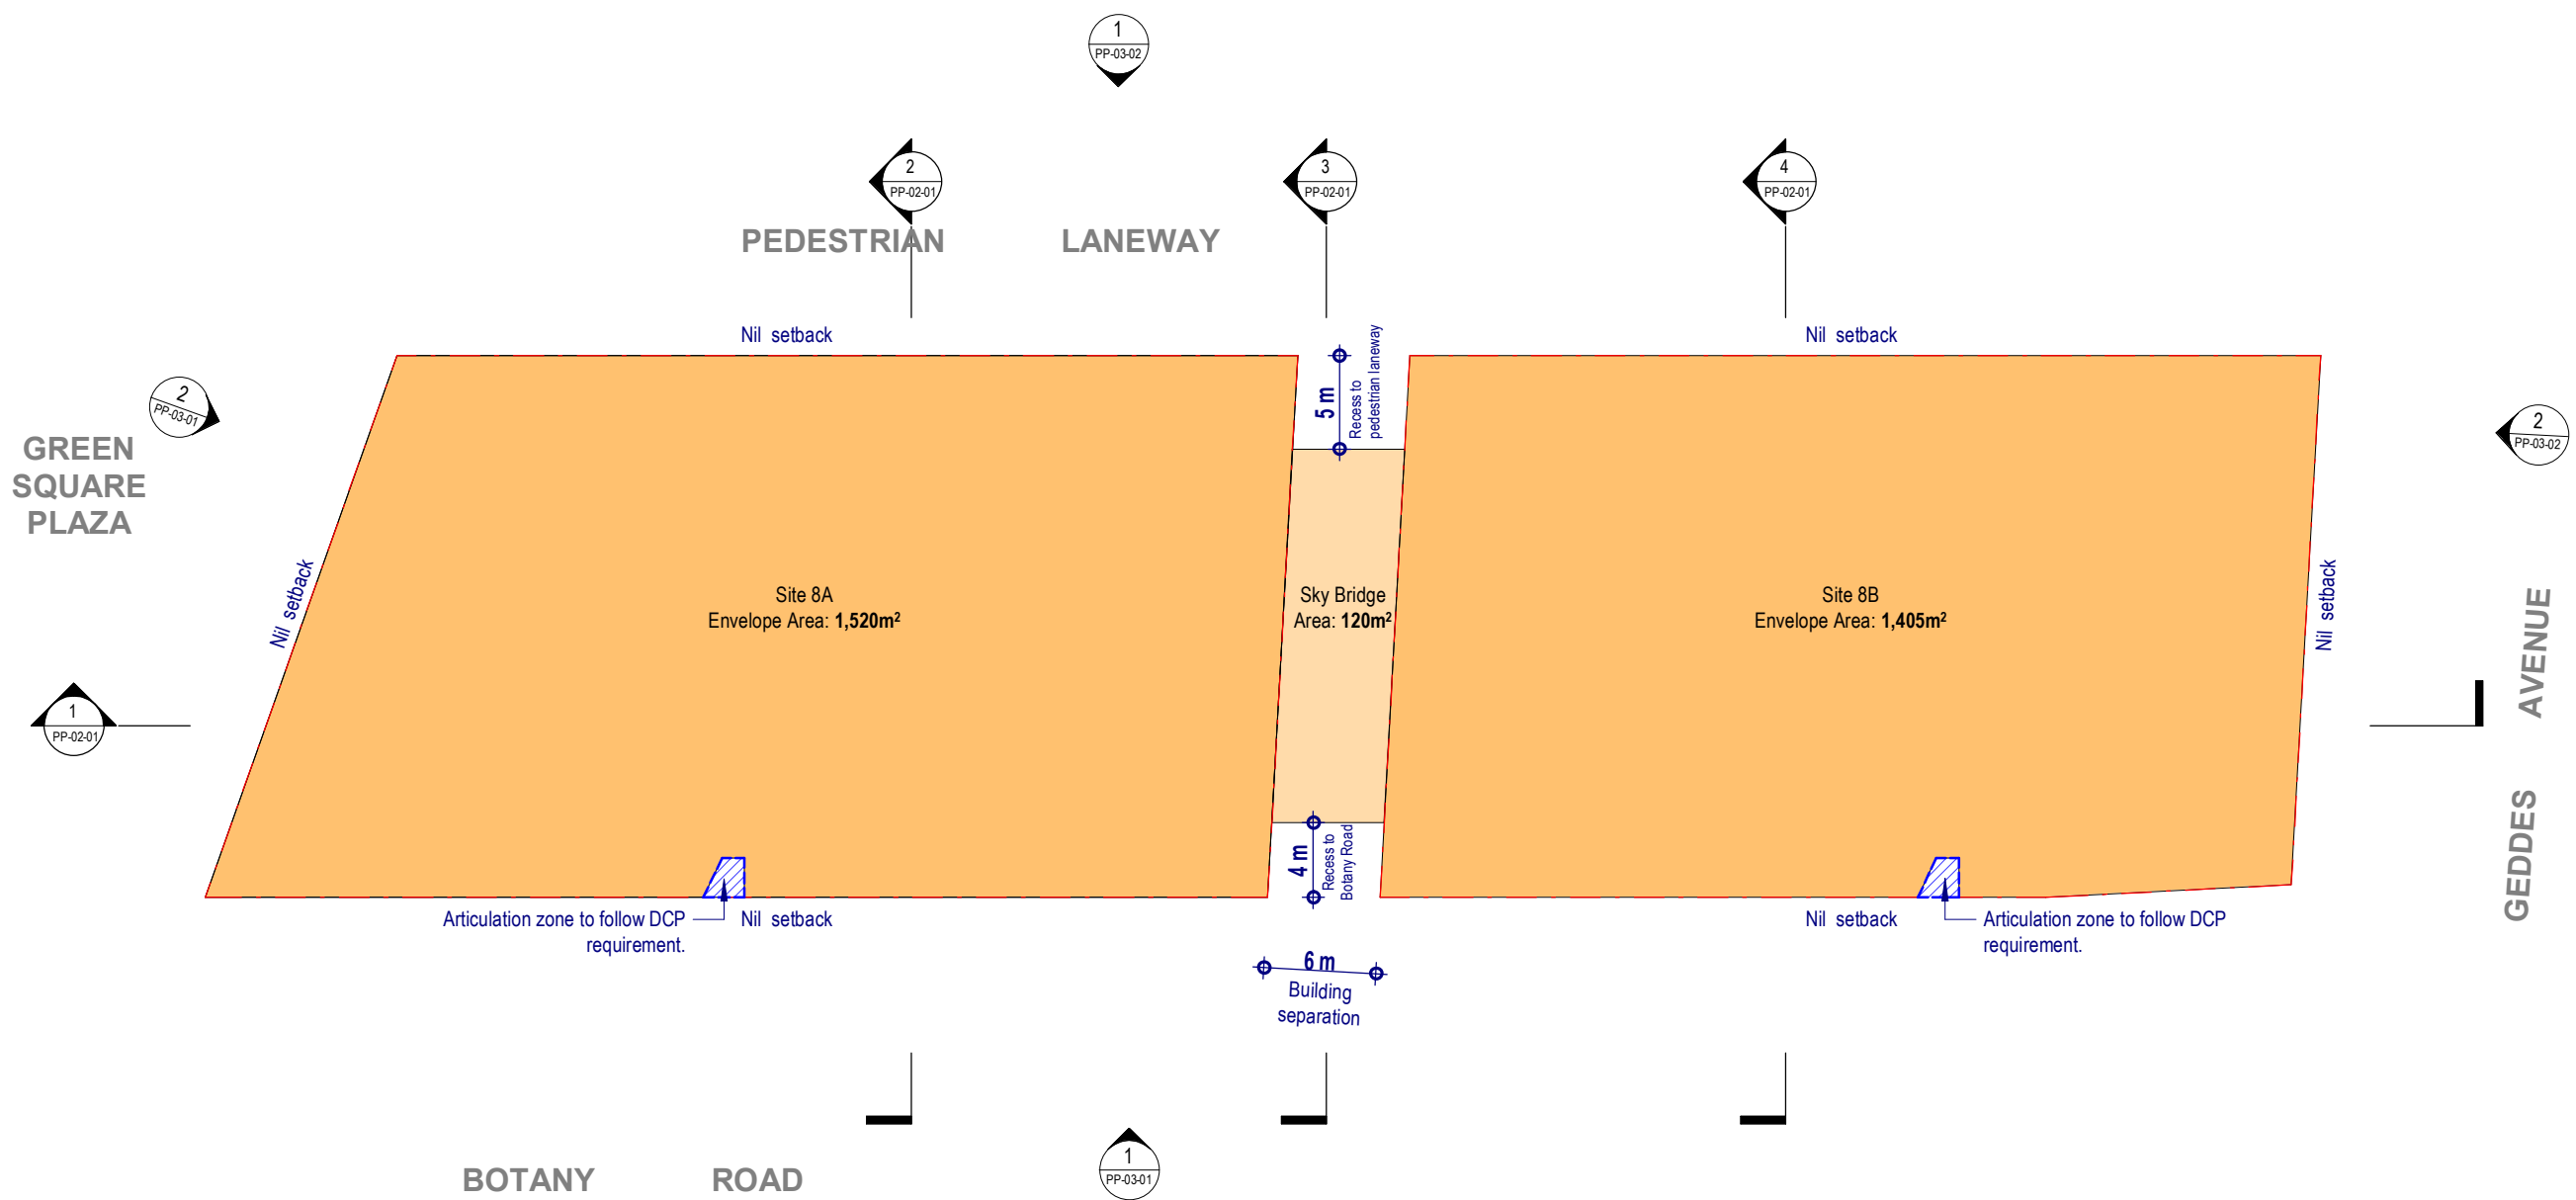 1
PP-03-02
2
PP-02-01
3
PP-02-01
4
PP-02-01
PEDESTRIAN LANEWAY
Nil setback
Nil setback
5 m
Recess to
pedestrian laneway
2
PP-03-01
2
PP-03-02
GREEN
SQUARE
PLAZA
Nil setback
Site 8A
Envelope Area: 1,520m²
Sky Bridge
Area: 120m²
Site 8B
Envelope Area: 1,405m²
Nil setback
GEDDES AVENUE
1
PP-02-01
4 m
Recess to
Botany Road
Articulation zone to follow DCP
requirement.
Nil setback
Nil setback
Articulation zone to follow DCP
requirement.
6 m
Building
separation
BOTANY ROAD
1
PP-03-01